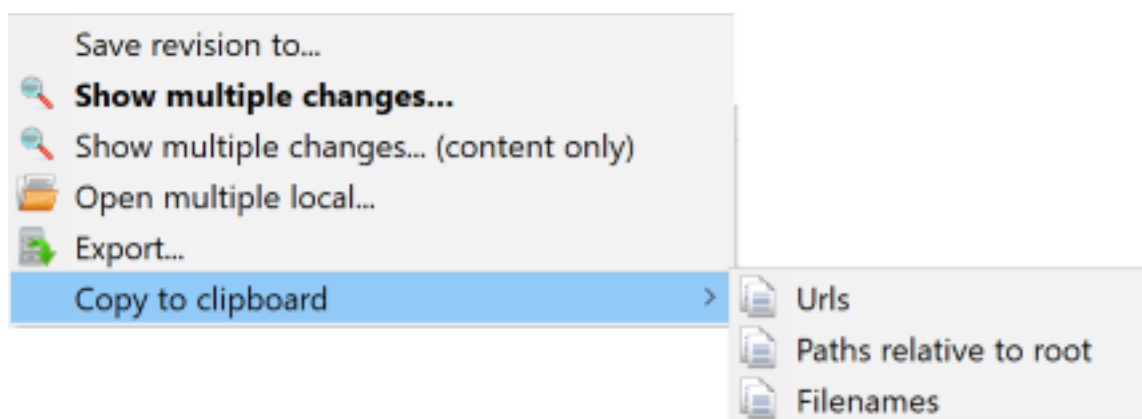 Save revision to...
Show multiple changes...
Show multiple changes... (content only)
Open multiple local...
Export...
Copy to clipboard
Urls
Paths relative to root
Filenames